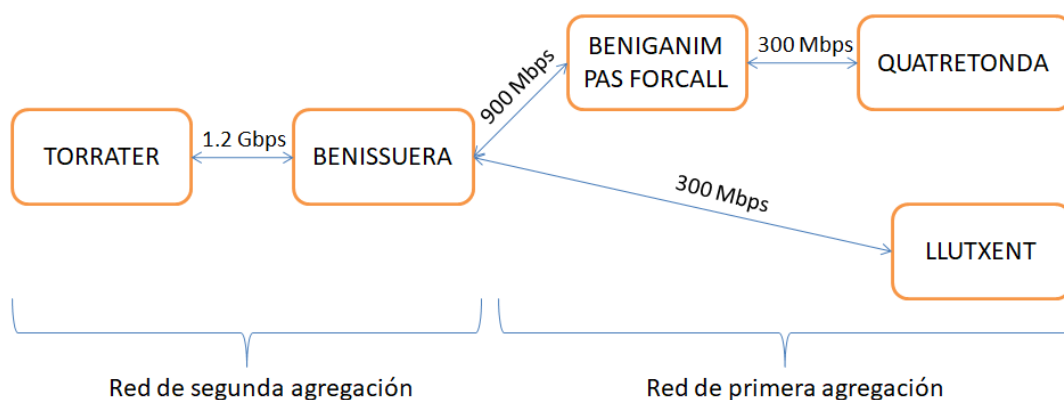 TORRATER
1.2 Gbps
BENISSUERA
900 Mbps
BENIGANIM
PAS FORCALL
300 Mbps
QUATRETONDA
300 Mbps
LLUTXENT
Red de segunda agregación
Red de primera agregación